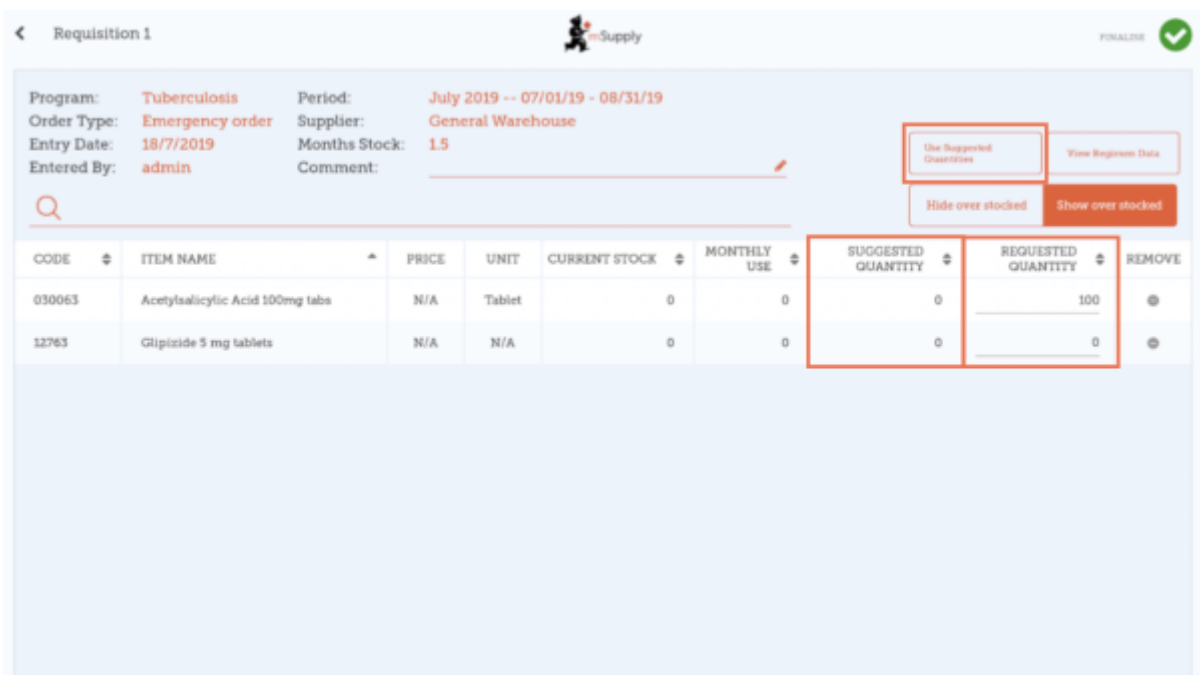 Requisition 1
mSupply
FINALISE
Program: Tuberculosis Period: July 2019 -- 07/01/19 - 08/31/19
Order Type: Emergency order Supplier: General Warehouse
Entry Date: 18/7/2019 Months Stock: 1.5
Entered By: admin Comment:
Use Suggested
Quantities
View Regimen Data
Hide over stocked Show over stocked
CODE ITEM NAME PRICE UNIT CURRENT STOCK MONTHLY USE SUGGESTED QUANTITY REQUESTED QUANTITY REMOVE
030063 Acetylsalicylic Acid 100mg tabs N/A Tablet 0 0 0 100
12763 Glipizide 5 mg tablets N/A N/A 0 0 0 0